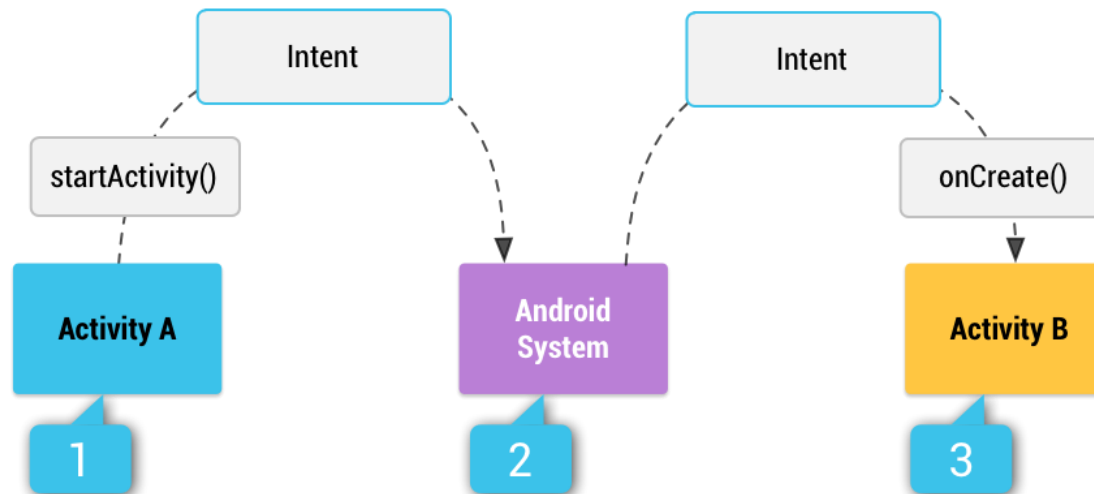 Intent
Intent
startActivity()
onCreate()
Activity A
Android
System
Activity B
1
2
3